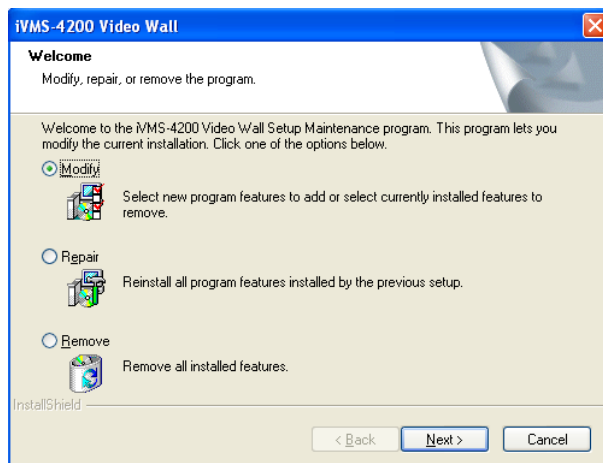 iVMS-4200 Video Wall
Welcome
Modify, repair, or remove the program.
Welcome to the iVMS-4200 Video Wall Setup Maintenance program. This program lets you
modify the current installation. Click one of the options below.
Modify
Select new program features to add or select currently installed features to
remove.
Repair
Reinstall all program features installed by the previous setup.
Remove
Remove all installed features.
InstallShield
< Back
Next >
Cancel